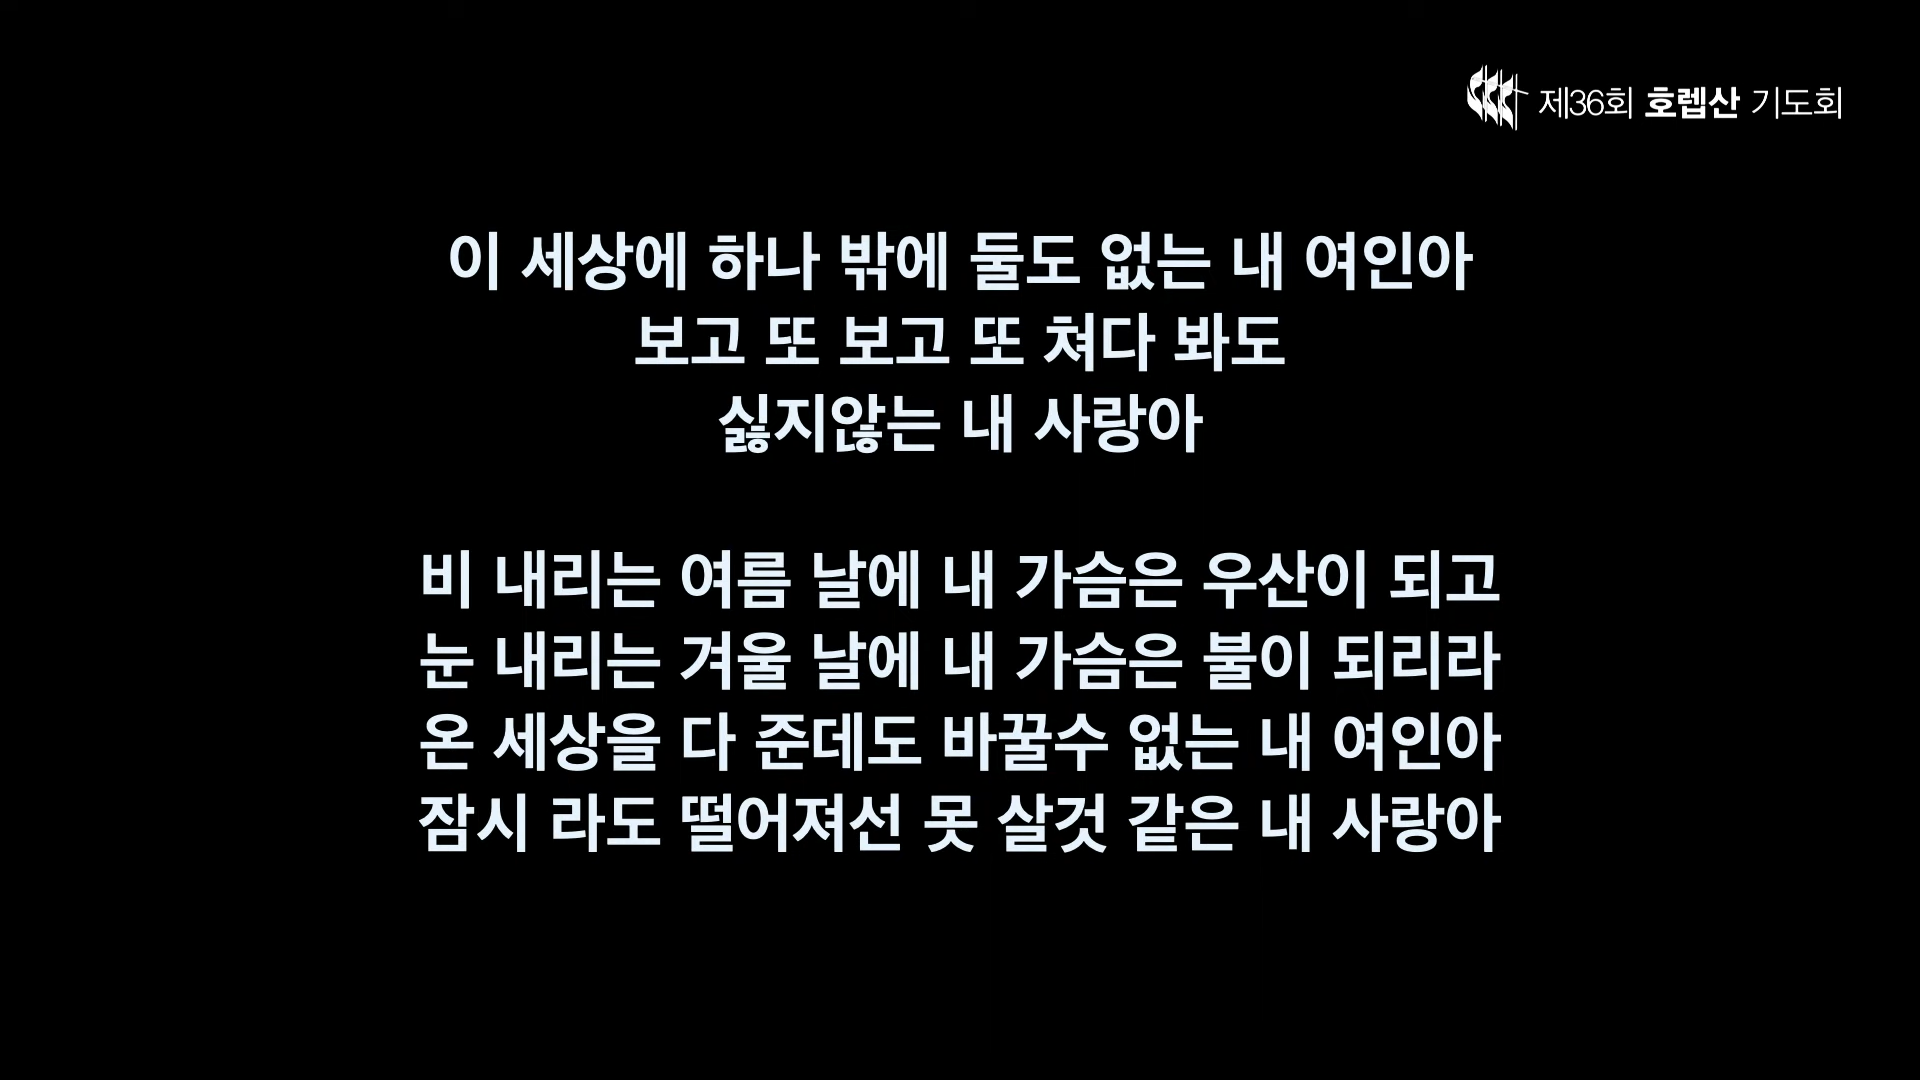 제36회 호렙산 기도회
이 세상에 하나 밖에 둘도 없는 내 여인아
보고 또 보고 또 쳐다 봐도
싫지않는 내 사랑아
비 내리는 여름 날에 내 가슴은 우산이 되고
눈 내리는 겨울 날에 내 가슴은 불이 되리라
온 세상을 다 준데도 바꿀수 없는 내 여인아
잠시 라도 떨어져선 못 살것 같은 내 사랑아